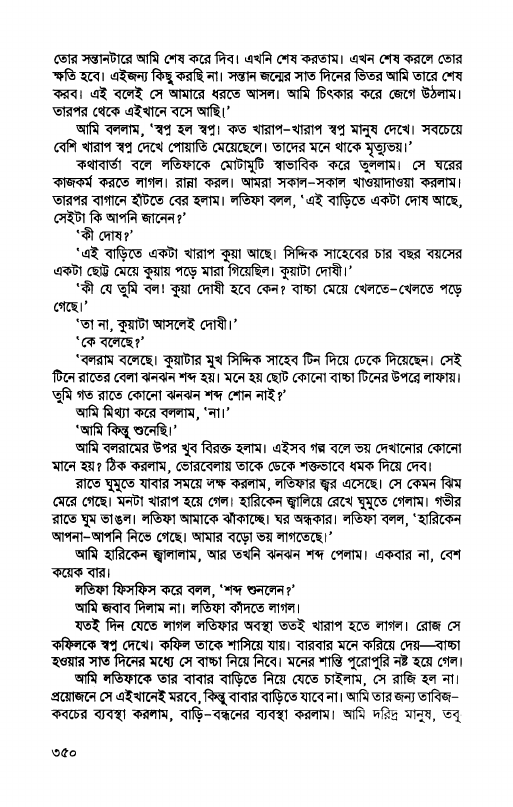 তোর সন্তানটারে আমি শেষ করে দিব। এখনি শেষ করতাম। এখন শেষ করলে তোর
ক্ষতি হবে। এইজন্য কিছু করছি না। সন্তান জন্মের সাত দিনের ভিতর আমি তারে শেষ
করব। এই বলেই সে আমারে ধরতে আসল। আমি চিৎকার করে জেগে উঠলাম।
তারপর থেকে এইখানে বসে আছি।’
আমি বললাম, ‘স্বপ্ন হল স্বপ্ন। কত খারাপ-খারাপ স্বপ্ন মানুষ দেখে। সবচেয়ে
বেশি খারাপ স্বপ্ন দেখে পোয়াতি মেয়েছেলে। তাদের মনে থাকে মৃত্যুভয়।’
কথাবার্তা বলে লতিফাকে মোটামুটি স্বাভাবিক করে তুললাম। সে ঘরের
কাজকর্ম করতে লাগল। রান্না করল। আমরা সকাল-সকাল খাওয়াদাওয়া করলাম।
তারপর বাগানে হাঁটতে বের হলাম। লতিফা বলল, ‘এই বাড়িতে একটা দোষ আছে,
সেইটা কি আপনি জানেন?’
‘কী দোষ?’
‘এই বাড়িতে একটা খারাপ কুয়া আছে। সিদ্দিক সাহেবের চার বছর বয়সের
একটা ছোট্ট মেয়ে কুয়ায় পড়ে মারা গিয়েছিল। কুয়াটা দোষী।’
‘কী যে তুমি বল! কুয়া দোষী হবে কেন? বাচ্চা মেয়ে খেলতে-খেলতে পড়ে
গেছে।’
‘তা না, কুয়াটা আসলেই দোষী।’
‘কে বলেছে?’
‘বলরাম বলেছে। কুয়াটার মুখ সিদ্দিক সাহেব টিন দিয়ে ঢেকে দিয়েছেন। সেই
টিনে রাতের বেলা ঝনঝন শব্দ হয়। মনে হয় ছোট কোনো বাচ্চা টিনের উপরে লাফায়।
তুমি গত রাতে কোনো ঝনঝন শব্দ শোন নাই?’
আমি মিথ্যা করে বললাম, ‘না।’
‘আমি কিন্তু শুনেছি।’
আমি বলরামের উপর খুব বিরক্ত হলাম। এইসব গল্প বলে ভয় দেখানোর কোনো
মানে হয়? ঠিক করলাম, ভোরবেলায় তাকে ডেকে শক্তভাবে ধমক দিয়ে দেব।
রাতে ঘুমুতে যাবার সময়ে লক্ষ করলাম, লতিফার জ্বর এসেছে। সে কেমন ঝিম
মেরে গেছে। মনটা খারাপ হয়ে গেল। হারিকেন জ্বালিয়ে রেখে ঘুমুতে গেলাম। গভীর
রাতে ঘুম ভাঙল। লতিফা আমাকে ঝাঁকাচ্ছে। ঘর অন্ধকার। লতিফা বলল, ‘হারিকেন
আপনা-আপনি নিভে গেছে। আমার বড়ো ভয় লাগতেছে।’
আমি হারিকেন জ্বালালাম, আর তখনি ঝনঝন শব্দ পেলাম। একবার না, বেশ
কয়েক বার।
লতিফা ফিসফিস করে বলল, ‘শব্দ শুনলেন?’
আমি জবাব দিলাম না। লতিফা কাঁদতে লাগল।
যতই দিন যেতে লাগল লতিফার অবস্থা ততই খারাপ হতে লাগল। রোজ সে
কফিলকে স্বপ্ন দেখে। কফিল তাকে শাসিয়ে যায়। বারবার মনে করিয়ে দেয়—বাচ্চা
হওয়ার সাত দিনের মধ্যে সে বাচ্চা নিয়ে নিবে। মনের শান্তি পুরোপুরি নষ্ট হয়ে গেল।
আমি লতিফাকে তার বাবার বাড়িতে নিয়ে যেতে চাইলাম, সে রাজি হল না।
প্রয়োজনে সে এইখানেই মরবে, কিন্তু বাবার বাড়িতে যাবে না। আমি তার জন্য তাবিজ-
কবচের ব্যবস্থা করলাম, বাড়ি-বন্ধনের ব্যবস্থা করলাম। আমি দরিদ্র মানুষ, তবু
৩৫০